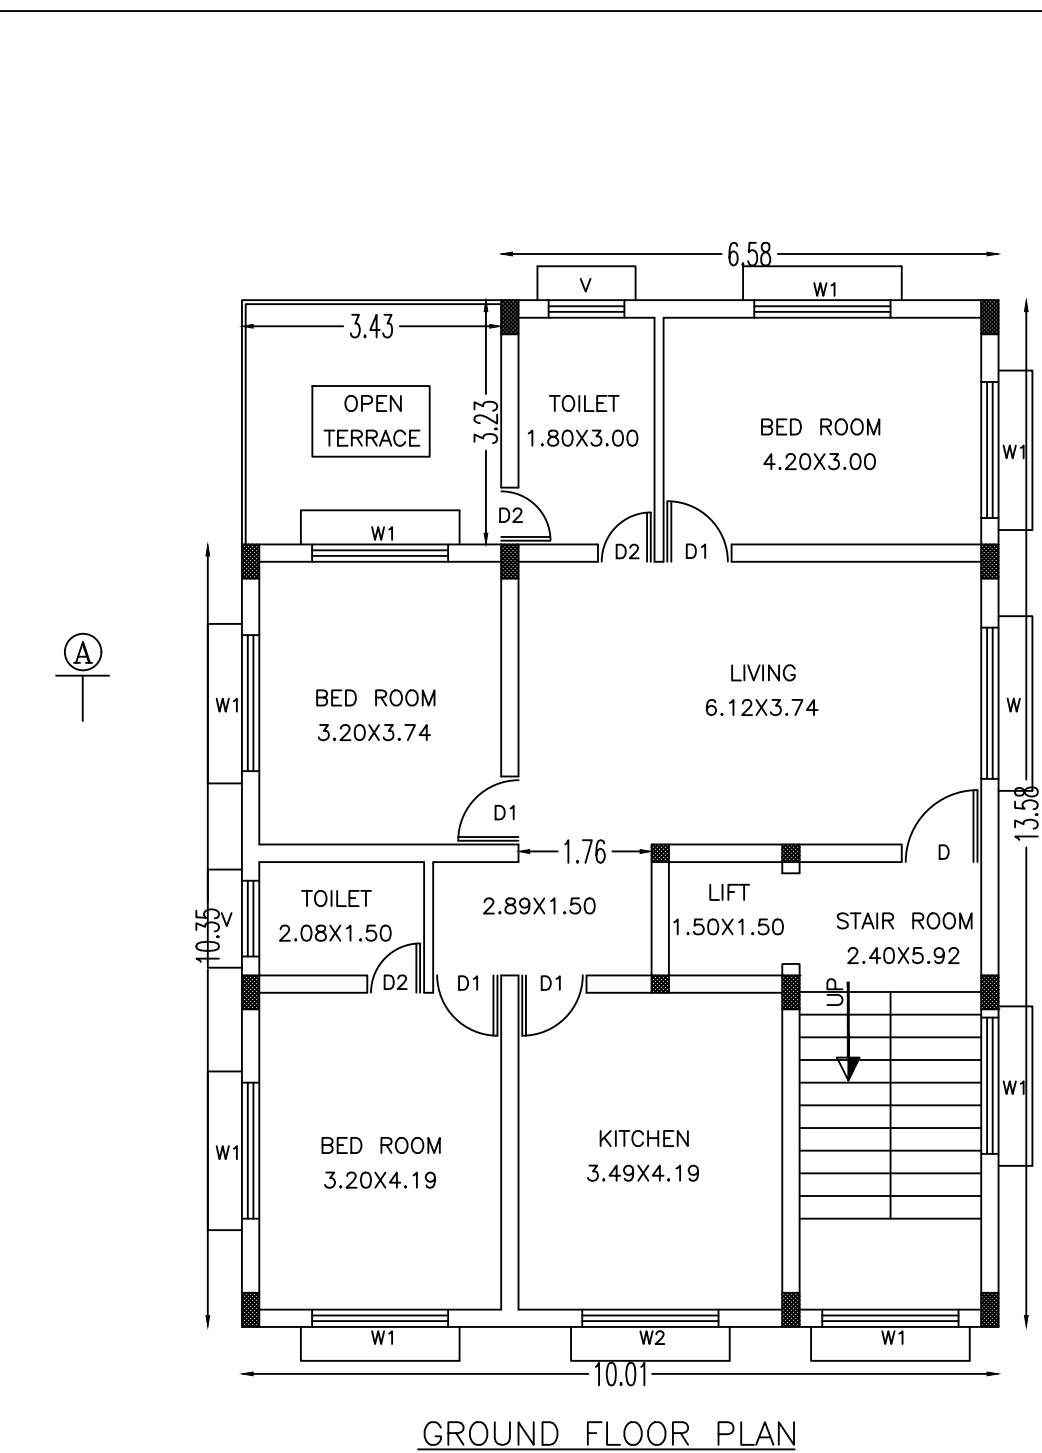 6.58
V
W1
3.43
OPEN
TERRACE
3.23
TOILET
1.80X3.00
BED ROOM
4.20X3.00
W1
D2
W1
D2
D1
A
BED ROOM
3.20X3.74
W1
LIVING
6.12X3.74
W
13.58
D1
1.76
D
TOILET
2.08X1.50
2.89X1.50
LIFT
1.50X1.50
STAIR ROOM
2.40X5.92
10.35
V
D2
D1
D1
UP
W1
BED ROOM
3.20X4.19
W1
KITCHEN
3.49X4.19
W1
W2
W1
10.01
GROUND FLOOR PLAN